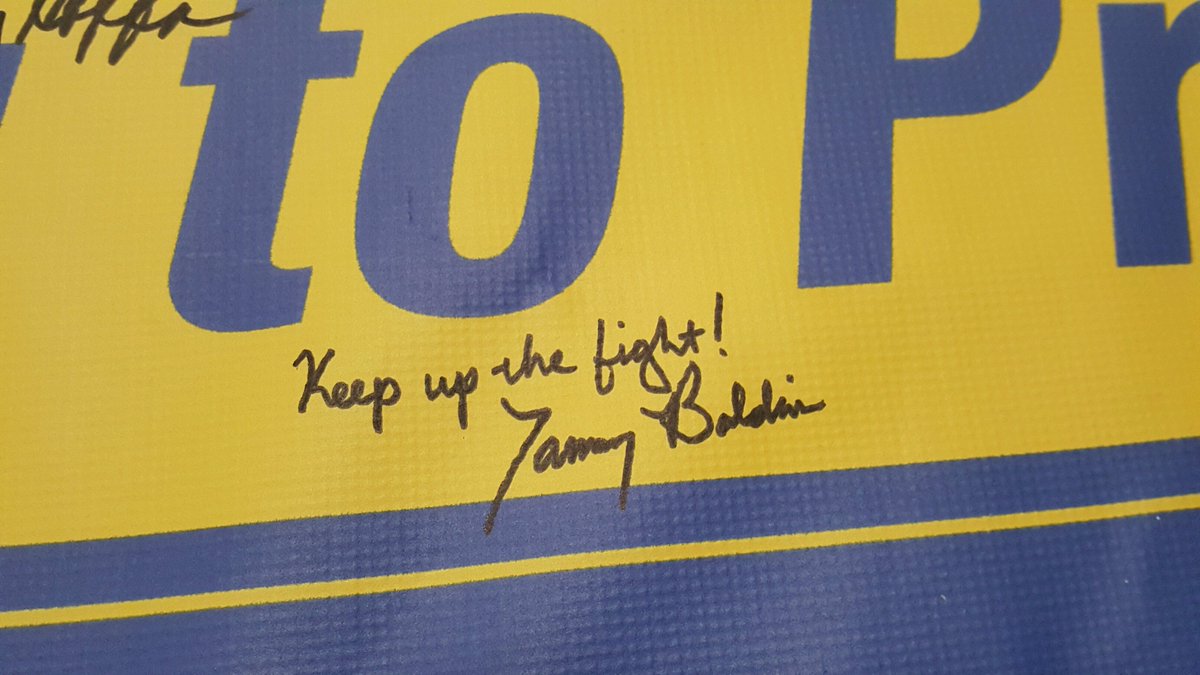 to Pr
Keep up the fight!
Tammy Baldwin